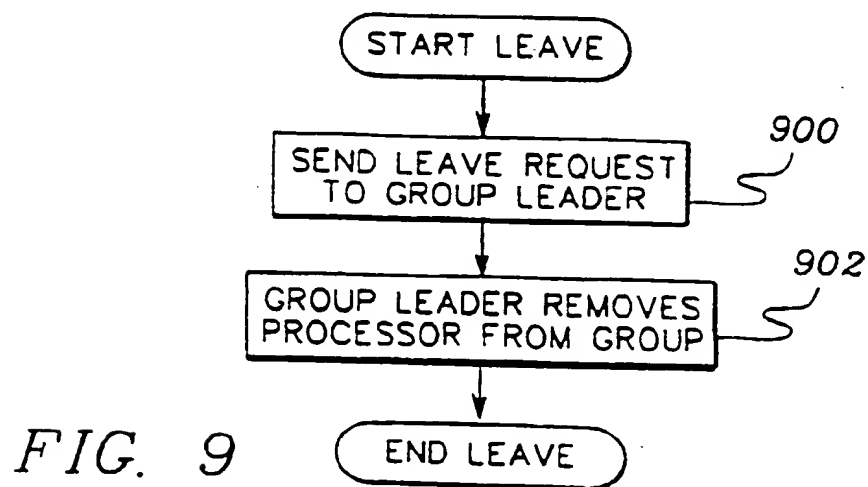 START LEAVE
900
SEND LEAVE REQUEST
TO GROUP LEADER
902
GROUP LEADER REMOVES
PROCESSOR FROM GROUP
END LEAVE
FIG. 9